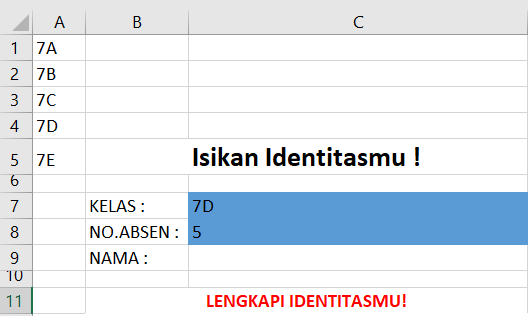 A B C
1 7A
2 7B
3 7C
4 7D
5 7E Isikan Identitasmu !
6
7 KELAS : 7D
8 NO.ABSEN : 5
9 NAMA :
10
11 LENGKAPI IDENTITASMU!